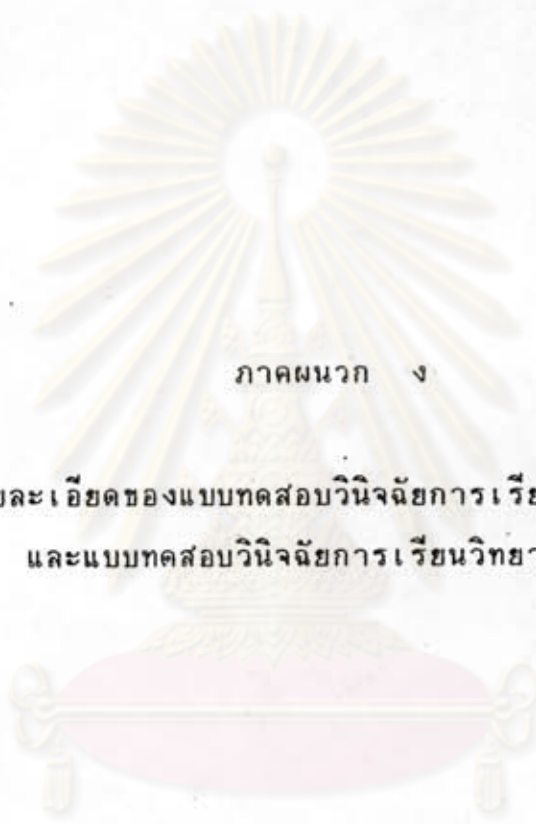 ภาคผนวก ง
ยละเอียดของแบบทดสอบวินิจฉัยการเรีย
และแบบทดสอบวินิจฉัยการเรียนวิทยา